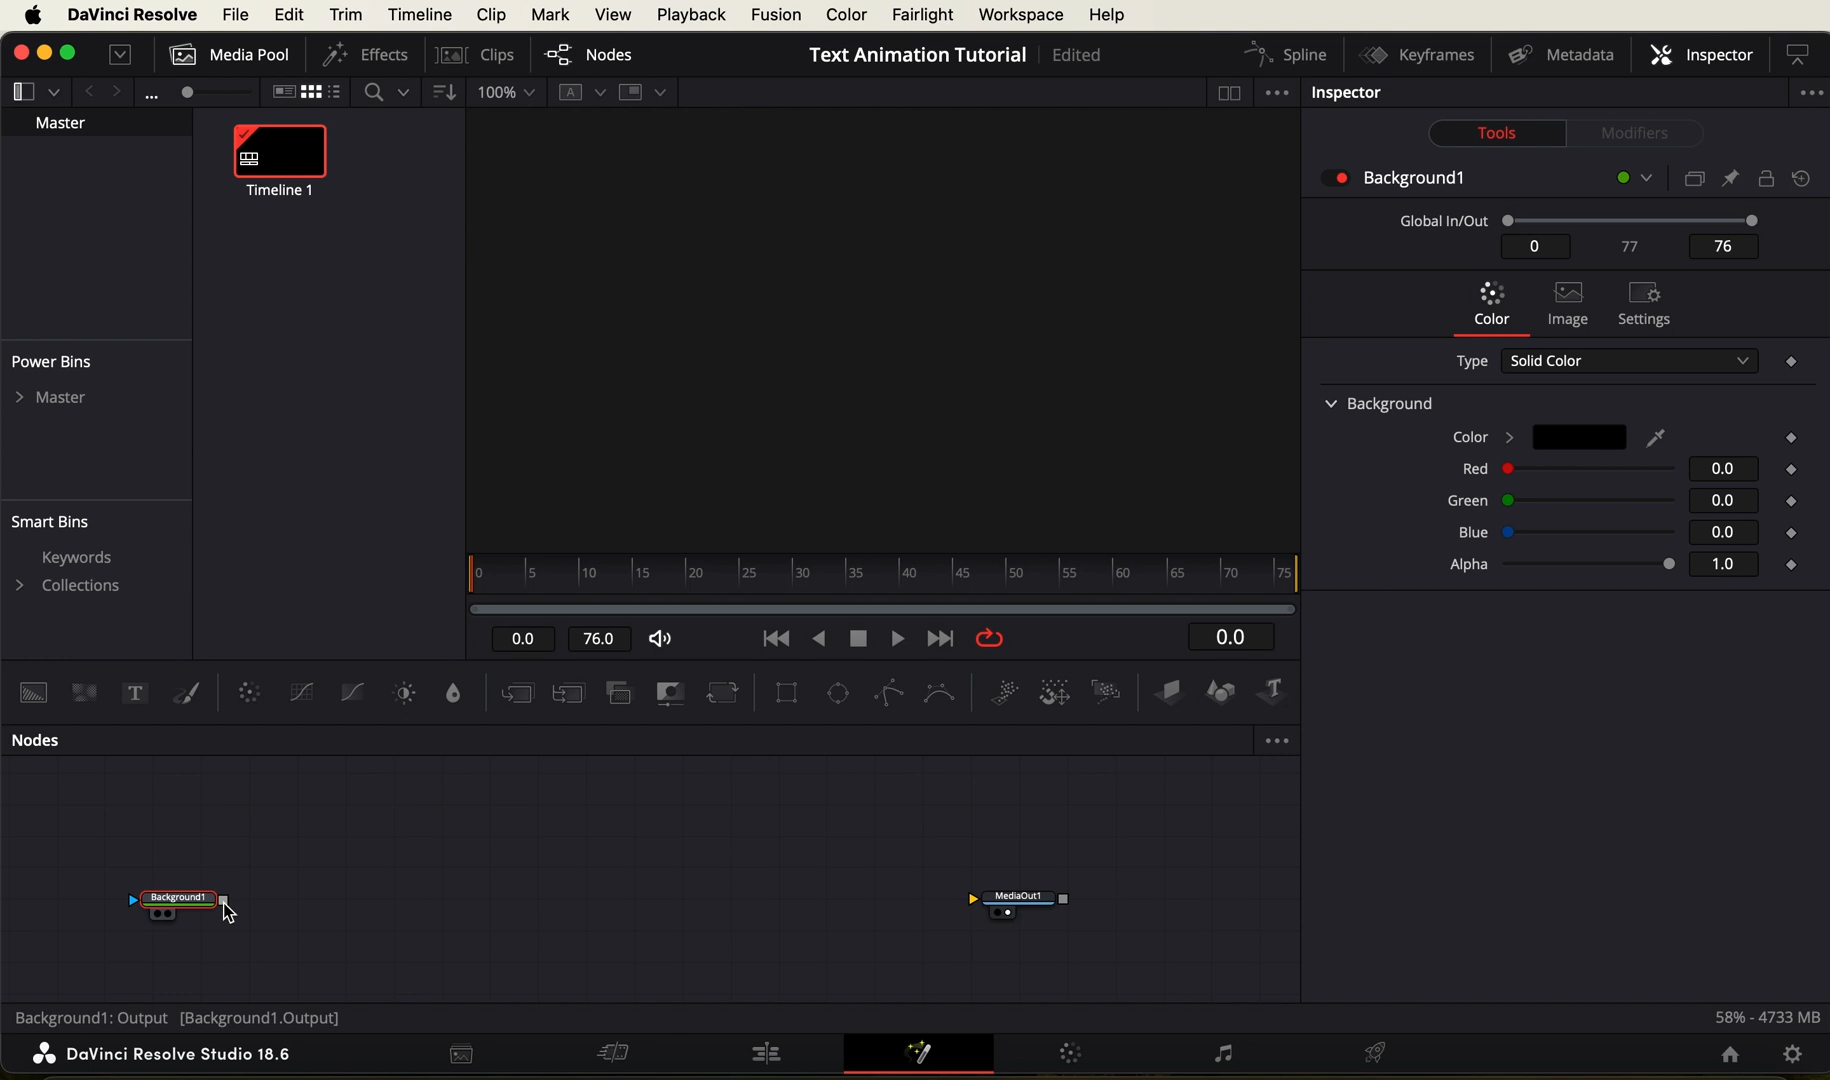 DaVinci Resolve File Edit Trim Timeline Clip Mark View Playback Fusion Color Fairlight Workspace Help
Media Pool Effects Clips Nodes Text Animation Tutorial Edited Spline Keyframes Metadata Inspector
... 100% A Inspector
Master
Timeline 1
Power Bins
Master
Smart Bins
Keywords
Collections
0 5 10 15 20 25 30 35 40 45 50 55 60 65 70 75
0.0 76.0 0.0
Tools Modifiers
Background1
Global In/Out
0 77 76
Color Image Settings
Type Solid Color
Background
Color
Red 0.0
Green 0.0
Blue 0.0
Alpha 1.0
T T
Nodes
Background1 MediaOut1
Background1: Output [Background1.Output] 58% - 4733 MB
DaVinci Resolve Studio 18.6